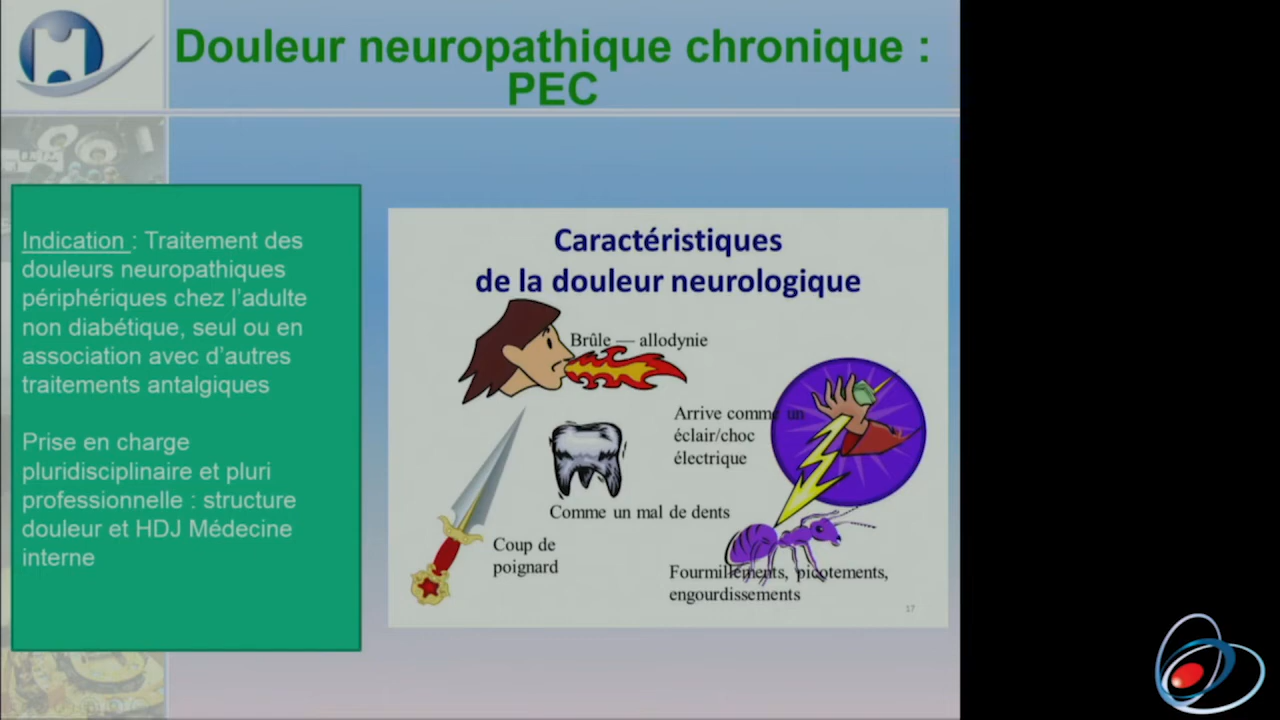 Douleur neuropathique chronique :
PEC
Indication : Traitement des
douleurs neuropathiques
périphériques chez l'adulte
non diabétique, seul ou en
association avec d'autres
traitements antalgiques
Prise en charge
pluridisciplinaire et pluri
professionnelle : structure
douleur et HDJ Médecine
interne
Caractéristiques
de la douleur neurologique
Brûle — allodynie
Arrive comme un
éclair/choc
électrique
Comme un mal de dents
Coup de
poignard
Fourmillements, picotements,
engourdissements
17